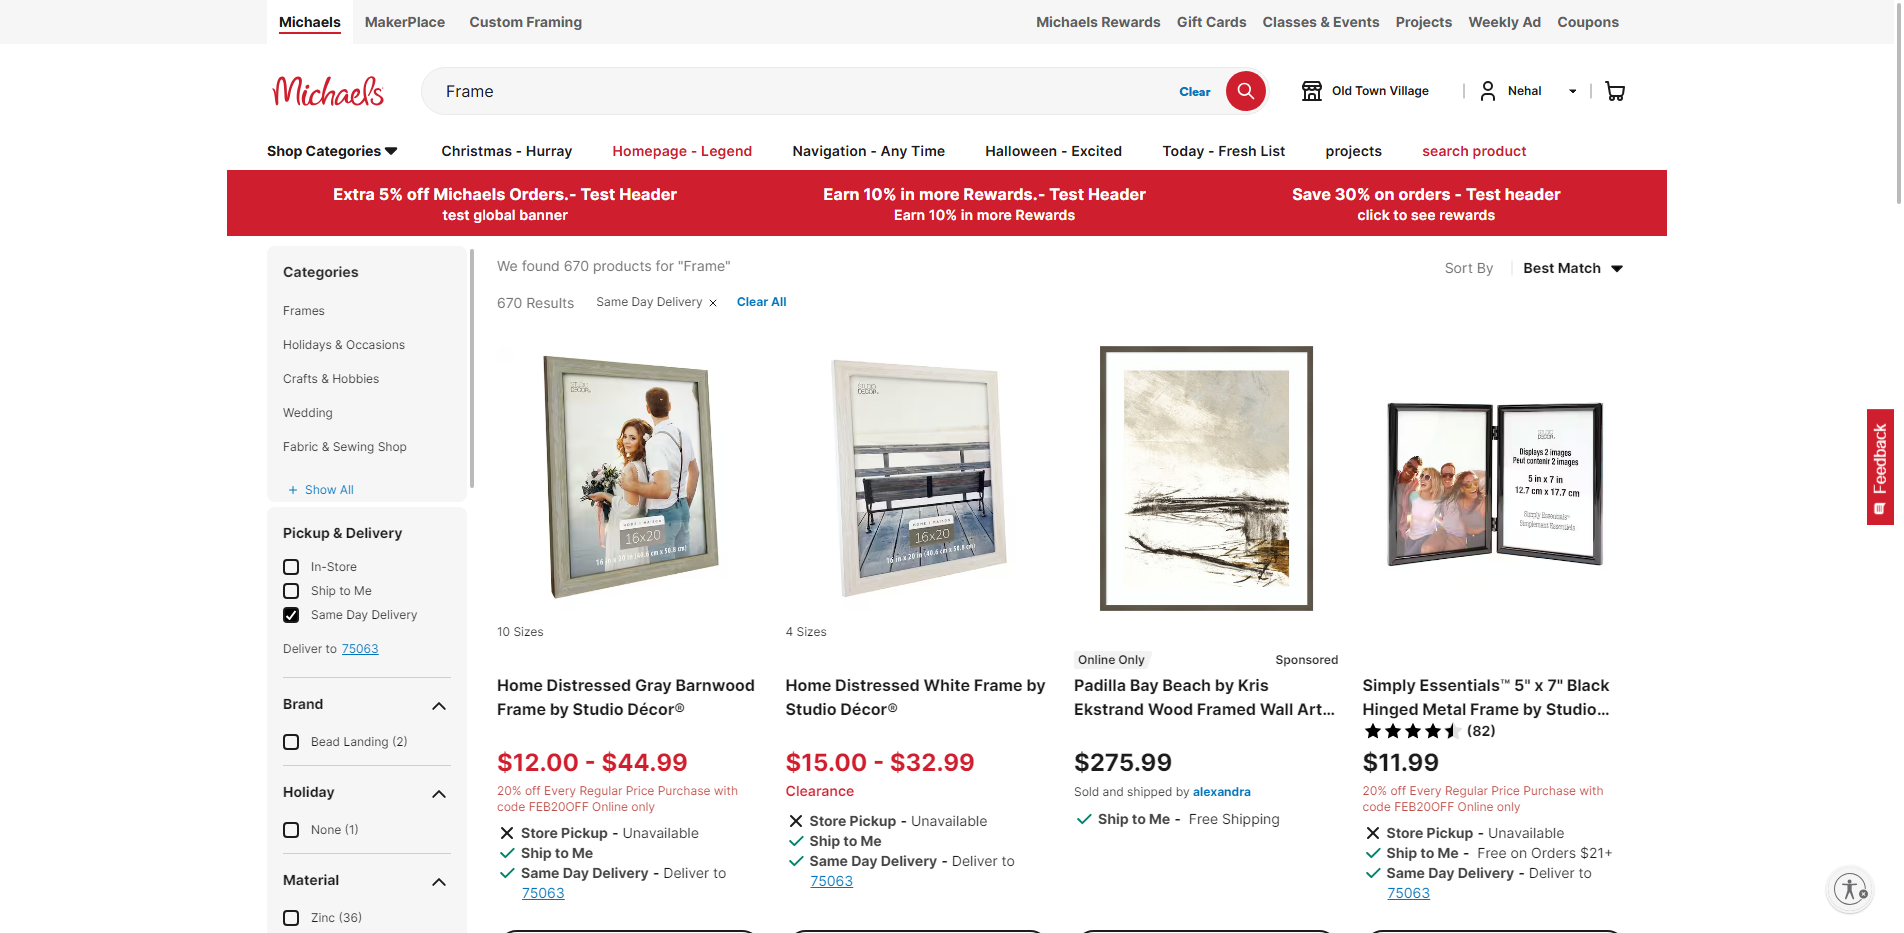 Michaels
MakerPlace
Custom Framing
Michaels Rewards
Gift Cards
Classes & Events
Projects
Weekly Ad
Coupons
Michaels
Frame
Clear
Old Town Village
Nehal
Shop Categories
Christmas - Hurray
Homepage - Legend
Navigation - Any Time
Halloween - Excited
Today - Fresh List
projects
search product
Extra 5% off Michaels Orders.- Test Header
test global banner
Earn 10% in more Rewards.- Test Header
Earn 10% in more Rewards
Save 30% on orders - Test header
click to see rewards
Categories
Frames
Holidays & Occasions
Crafts & Hobbies
Wedding
Fabric & Sewing Shop
+ Show All
Pickup & Delivery
In-Store
Ship to Me
Same Day Delivery
Deliver to 75063
Brand
Bead Landing (2)
Holiday
None (1)
Material
Zinc (36)
We found 670 products for "Frame"
Sort By
Best Match
670 Results
Same Day Delivery
Clear All
STUDIO
DECOR
HOME | MAISON
16x20
16 in x 20 in (40.6 cm x 50.8 cm)
10 Sizes
Home Distressed Gray Barnwood
Frame by Studio Décor®
$12.00 - $44.99
20% off Every Regular Price Purchase with
code FEB20OFF Online only
Store Pickup - Unavailable
Ship to Me
Same Day Delivery - Deliver to
75063
STUDIO
DECOR
HOME | MAISON
16x20
16 in x 20 in (40.6 cm x 50.8 cm)
4 Sizes
Home Distressed White Frame by
Studio Décor®
$15.00 - $32.99
Clearance
Store Pickup - Unavailable
Ship to Me
Same Day Delivery - Deliver to
75063
Online Only
Sponsored
Padilla Bay Beach by Kris
Ekstrand Wood Framed Wall Art...
$275.99
Sold and shipped by alexandra
Ship to Me - Free Shipping
STUDIO
DECOR
Displays 2 images
Peut contenir 2 images
5 in x 7 in
12.7 cm x 17.7 cm
Simply Essentials™
Simplement Essentiels
Simply Essentials™ 5" x 7" Black
Hinged Metal Frame by Studio...
(82)
$11.99
20% off Every Regular Price Purchase with
code FEB20OFF Online only
Store Pickup - Unavailable
Ship to Me - Free on Orders $21+
Same Day Delivery - Deliver to
75063
Feedback